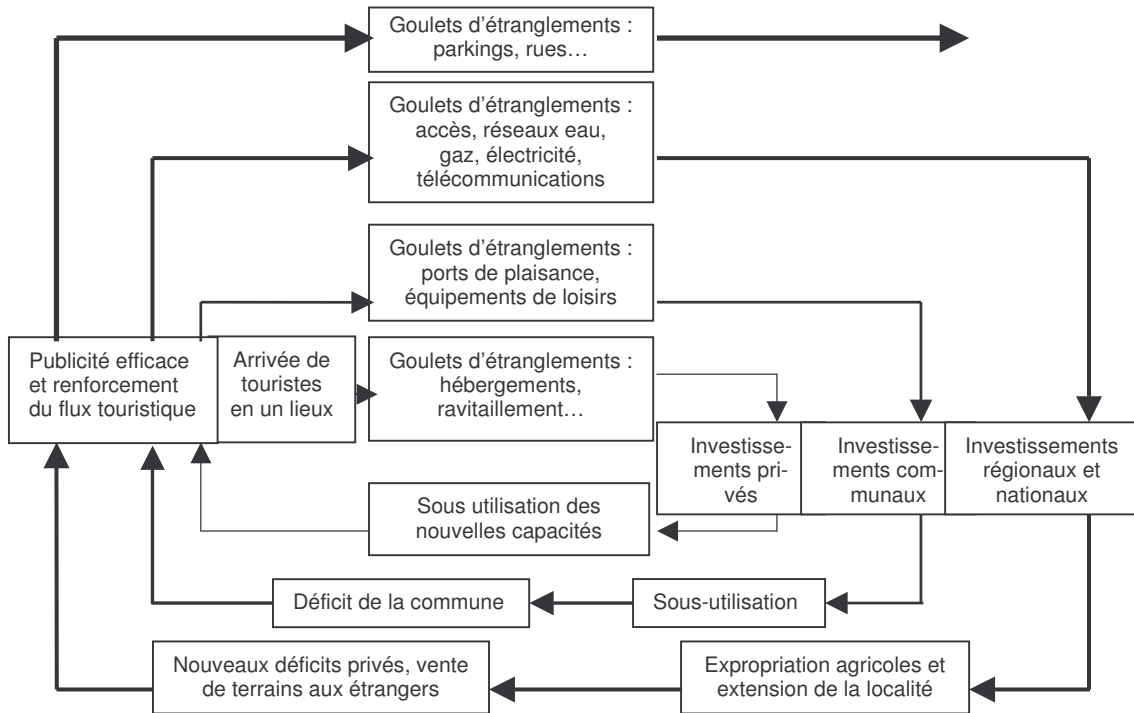 Goulets d'étranglements :
parkings, rues…
Goulets d'étranglements :
accès, réseaux eau,
gaz, électricité,
télécommunications
Goulets d'étranglements :
ports de plaisance,
équipements de loisirs
Publicité efficace
et renforcement
du flux touristique
Arrivée de
touristes
en un lieux
Goulets d'étranglements :
hébergements,
ravitaillement…
Investisse-
ments pri-
vés
Investisse-
ments com-
munaux
Investissements
régionaux et
nationaux
Sous utilisation des
nouvelles capacités
Déficit de la commune
Sous-utilisation
Nouveaux déficits privés, vente
de terrains aux étrangers
Expropriation agricoles et
extension de la localité